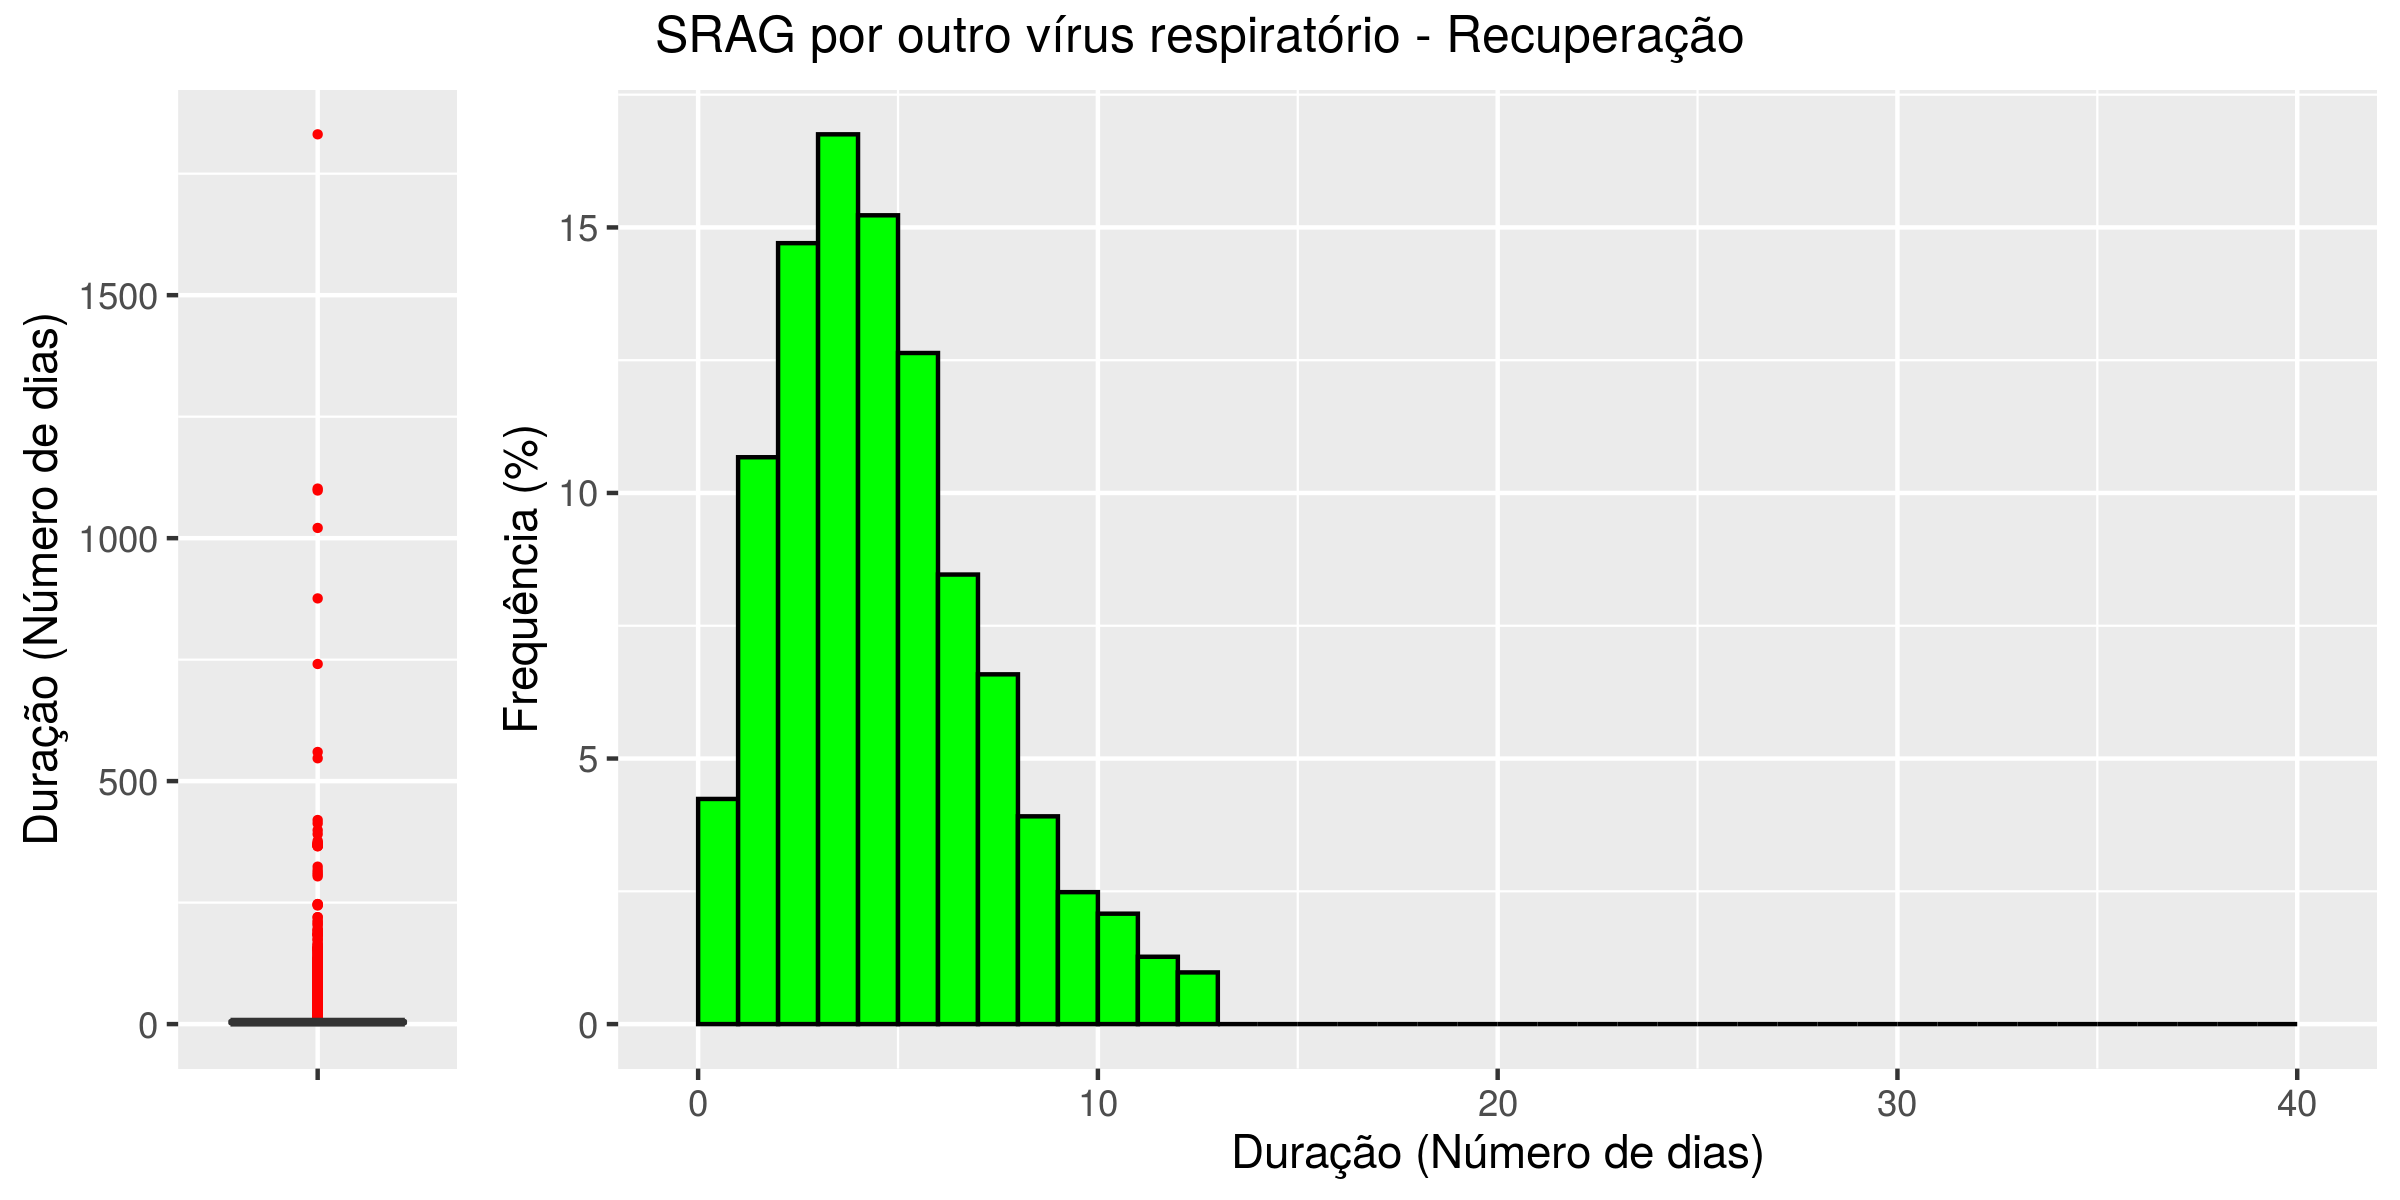 SRAG por outro vírus respiratório - Recuperação
Duração (Número de dias)
1500
1000
500
0
Frequência (%)
15
10
5
0
0 10 20 30 40
Duração (Número de dias)